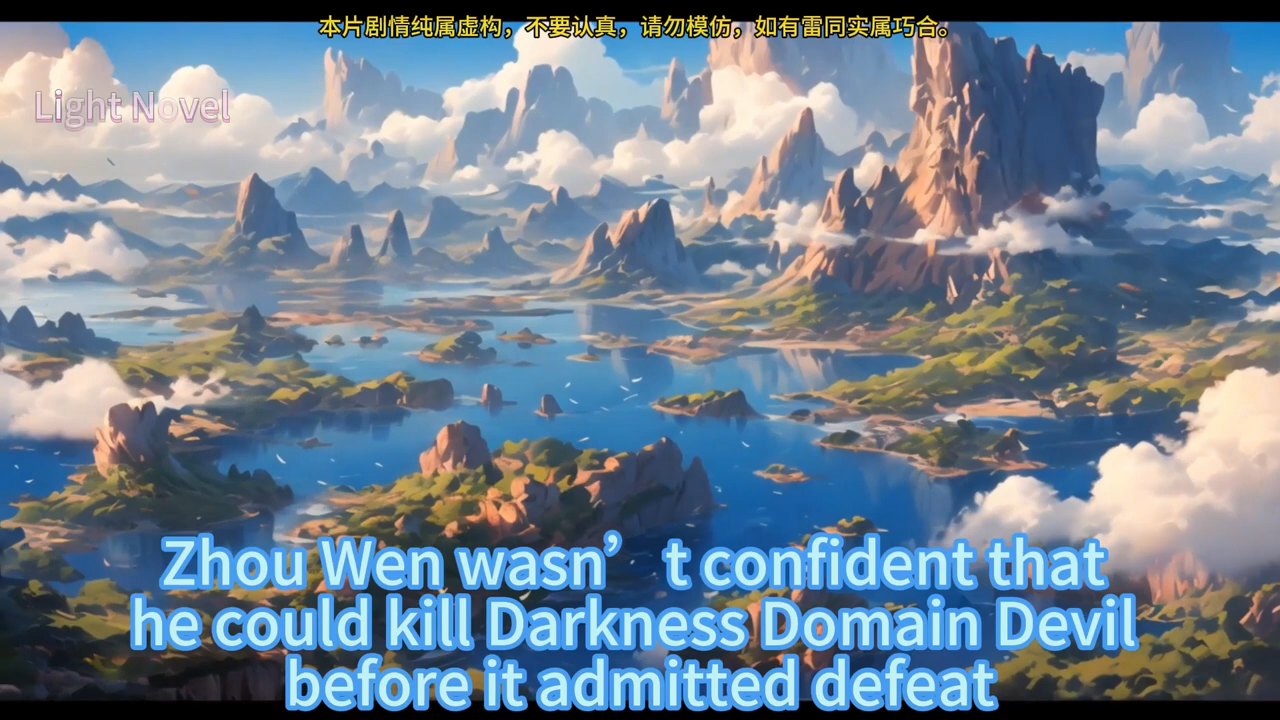 本片剧情纯属虚构，不要认真，请勿模仿，如有雷同实属巧合。
Light Novel
Zhou Wen wasn’t confident that
he could kill Darkness Domain Devil
before it admitted defeat